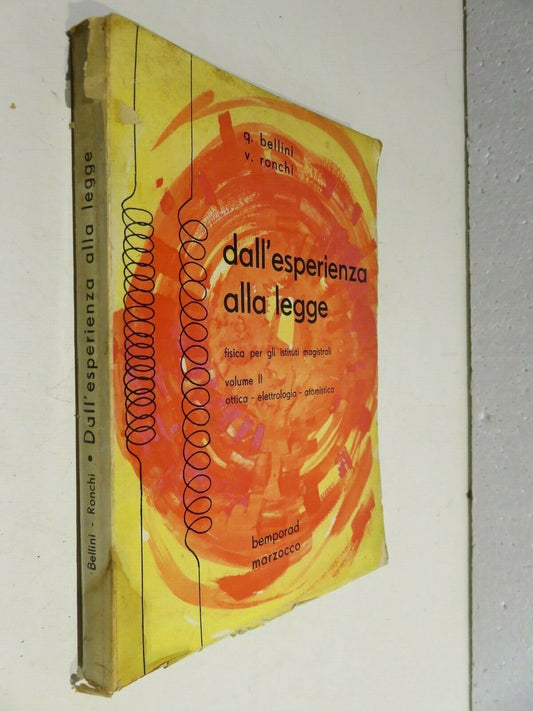 Bellini - Ronchi • Dall'esperienza alla legge
q. bellini
v. ronchi
dall'esperienza
alla legge
fisica per gli istituti magistrali
volume II
ottica - elettrologia - atomistica
bemporad
marzocco